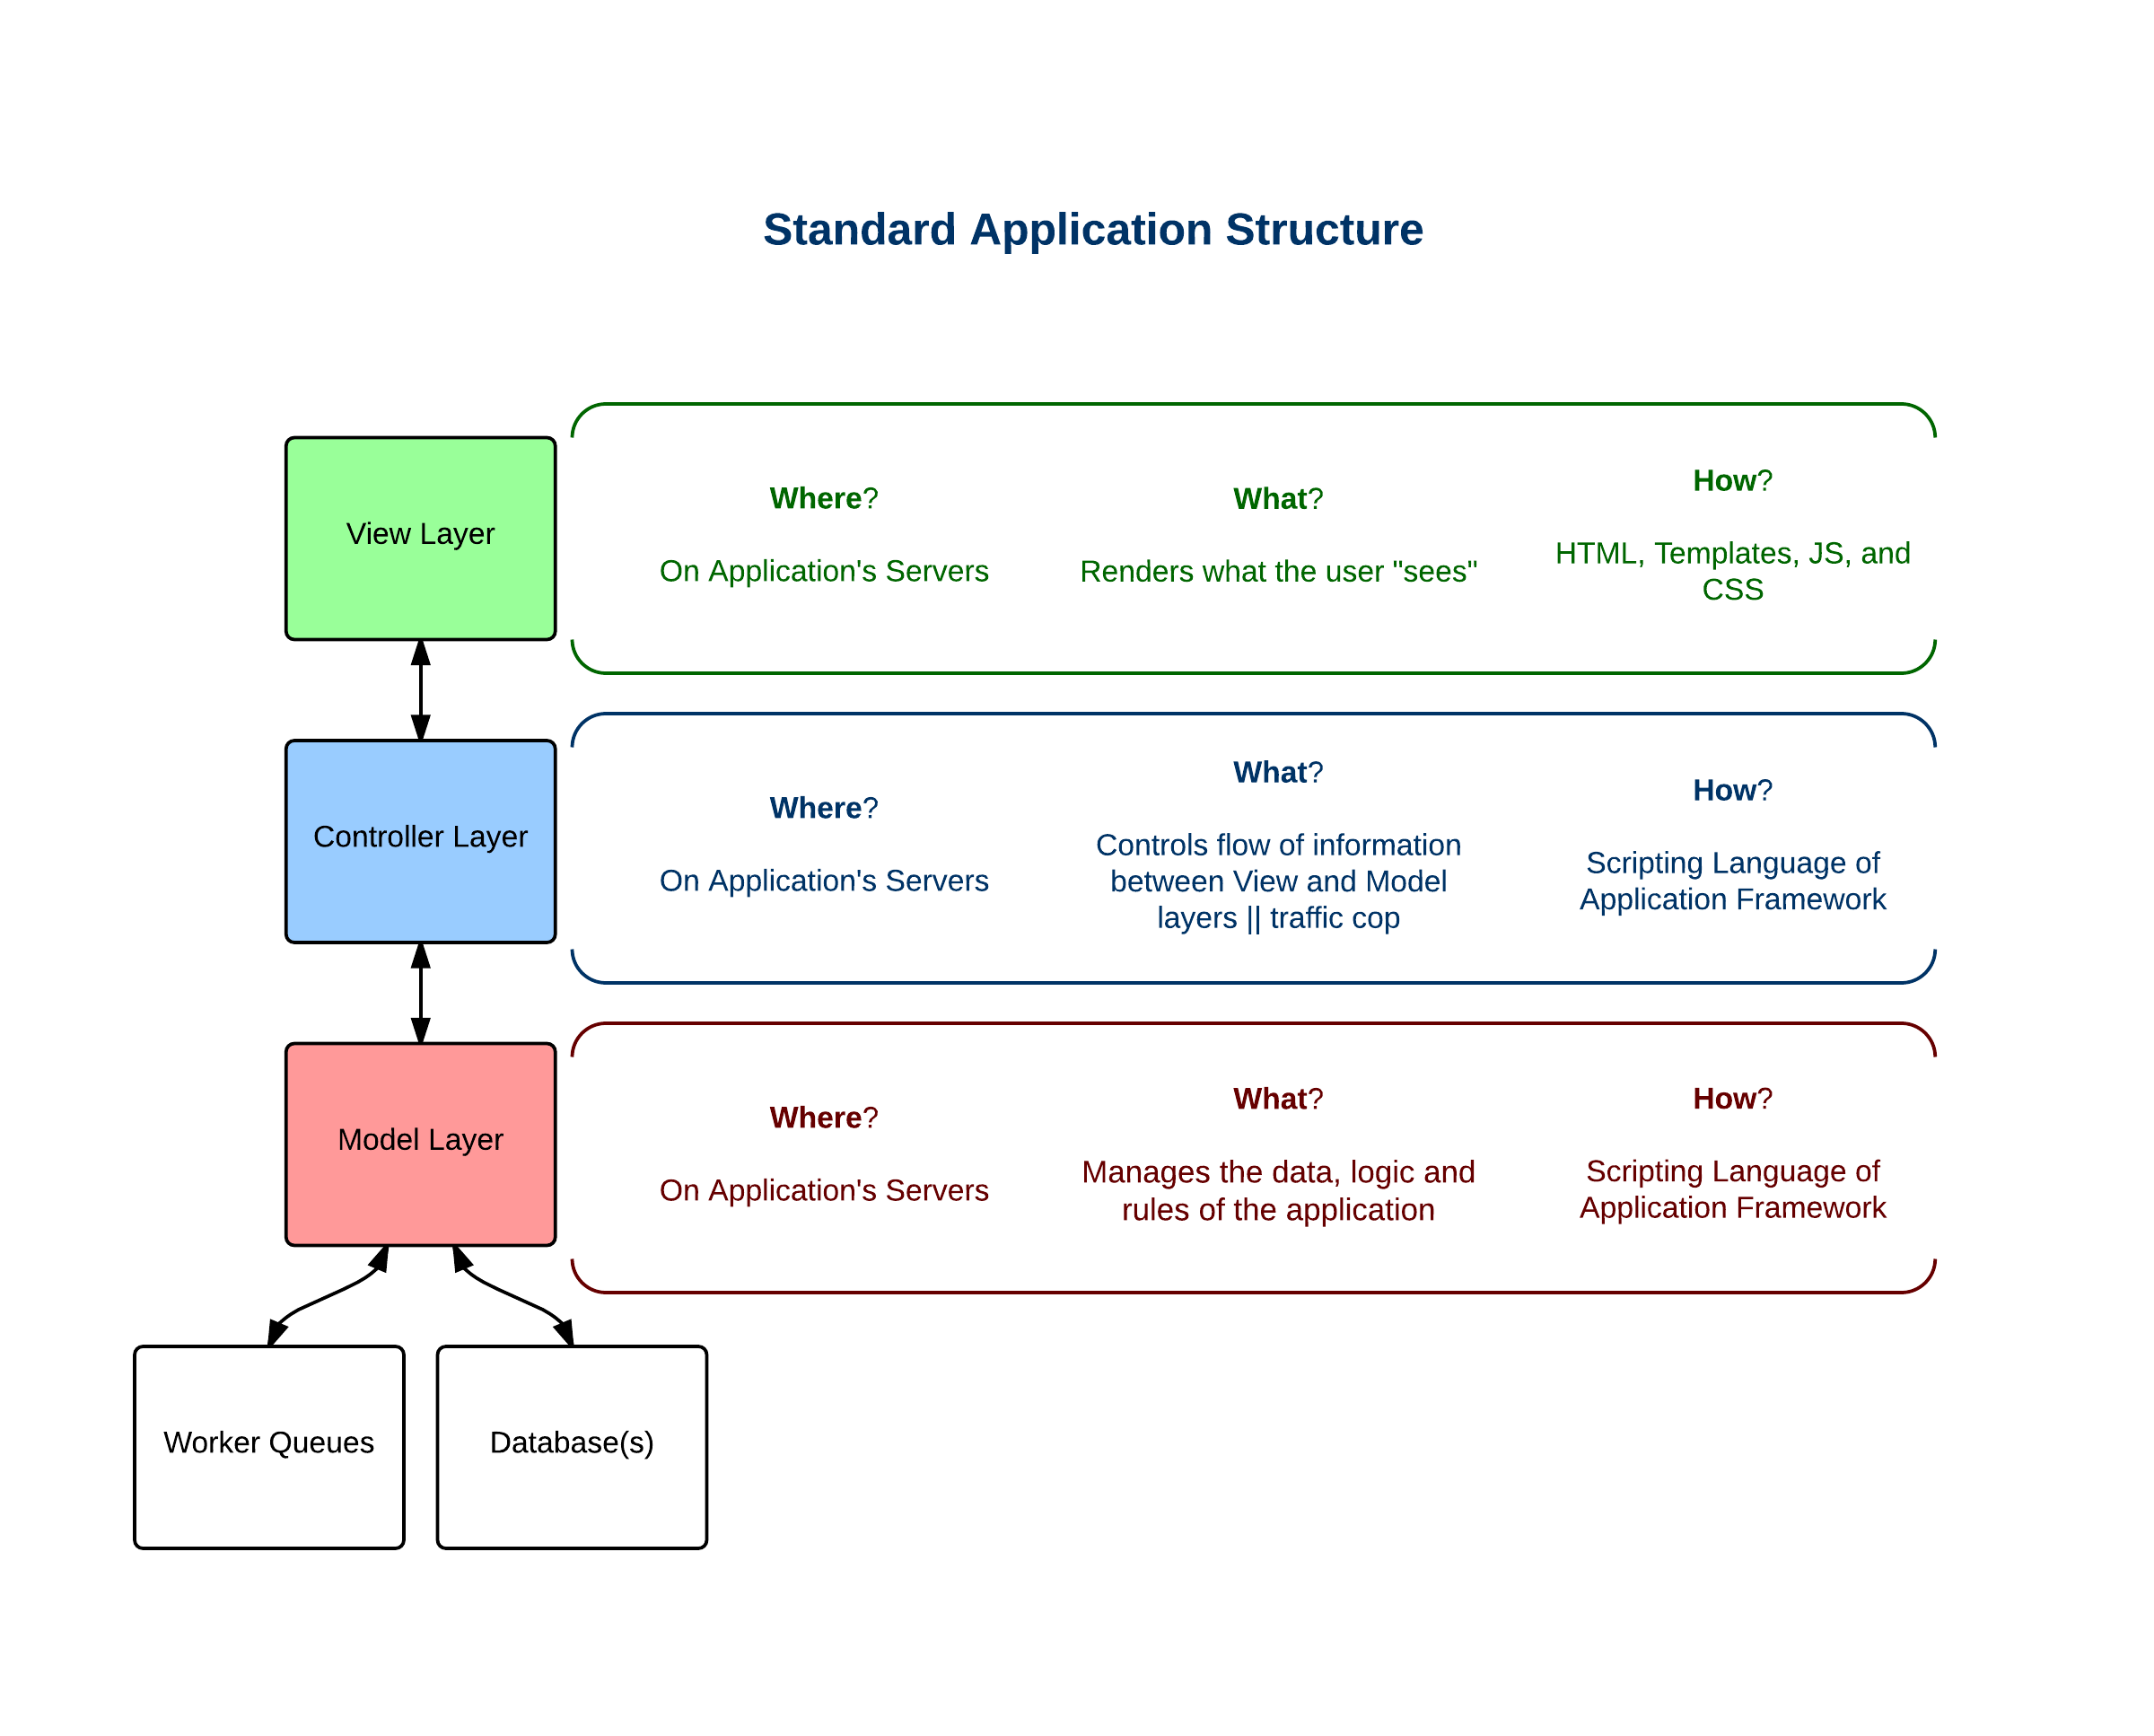 Standard Application Structure
View Layer
Where?
On Application's Servers
What?
Renders what the user "sees"
How?
HTML, Templates, JS, and
CSS
Controller Layer
Where?
On Application's Servers
What?
Controls flow of information
between View and Model
layers || traffic cop
How?
Scripting Language of
Application Framework
Model Layer
Where?
On Application's Servers
What?
Manages the data, logic and
rules of the application
How?
Scripting Language of
Application Framework
Worker Queues
Database(s)